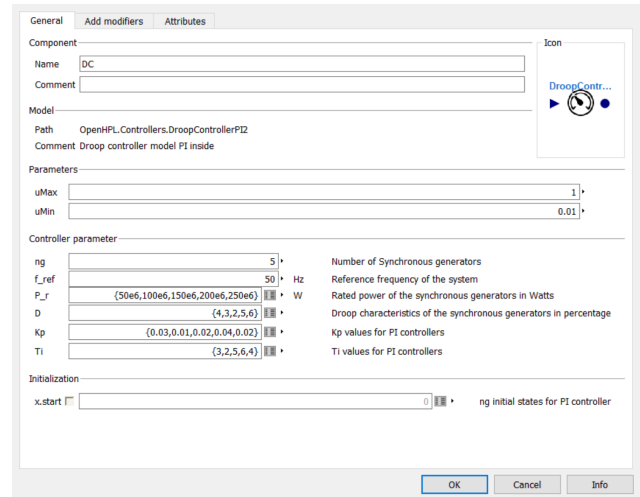 General Add modifiers Attributes
Component Icon
Name DC
Comment
DroopContr...
Model
Path OpenHPL.Controllers.DroopControllerPI2
Comment Droop controller model PI inside
Parameters
uMax 1
uMin 0.01
Controller parameter
ng 5 Number of Synchronous generators
f_ref 50 Hz Reference frequency of the system
P_r {50e6,100e6,150e6,200e6,250e6} W Rated power of the synchronous generators in Watts
D {4,3,2,5,6} Droop characteristics of the synchronous generators in percentage
Kp {0.03,0.01,0.02,0.04,0.02} Kp values for PI controllers
Ti {3,2,5,6,4} Ti values for PI controllers
Initialization
x.start 0 ng initial states for PI controller
OK Cancel Info